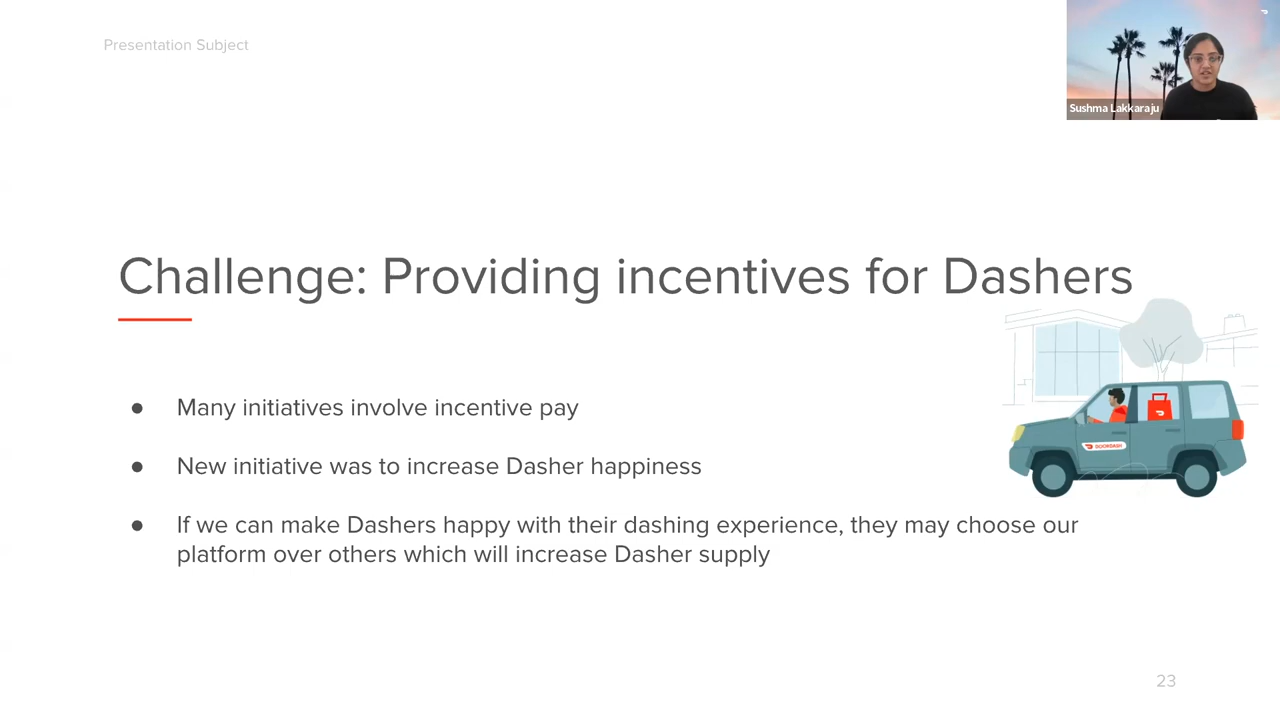 Presentation Subject
Sushma Lakkaraju
Challenge: Providing incentives for Dashers
DOORDASH
● Many initiatives involve incentive pay
● New initiative was to increase Dasher happiness
● If we can make Dashers happy with their dashing experience, they may choose our
platform over others which will increase Dasher supply
23